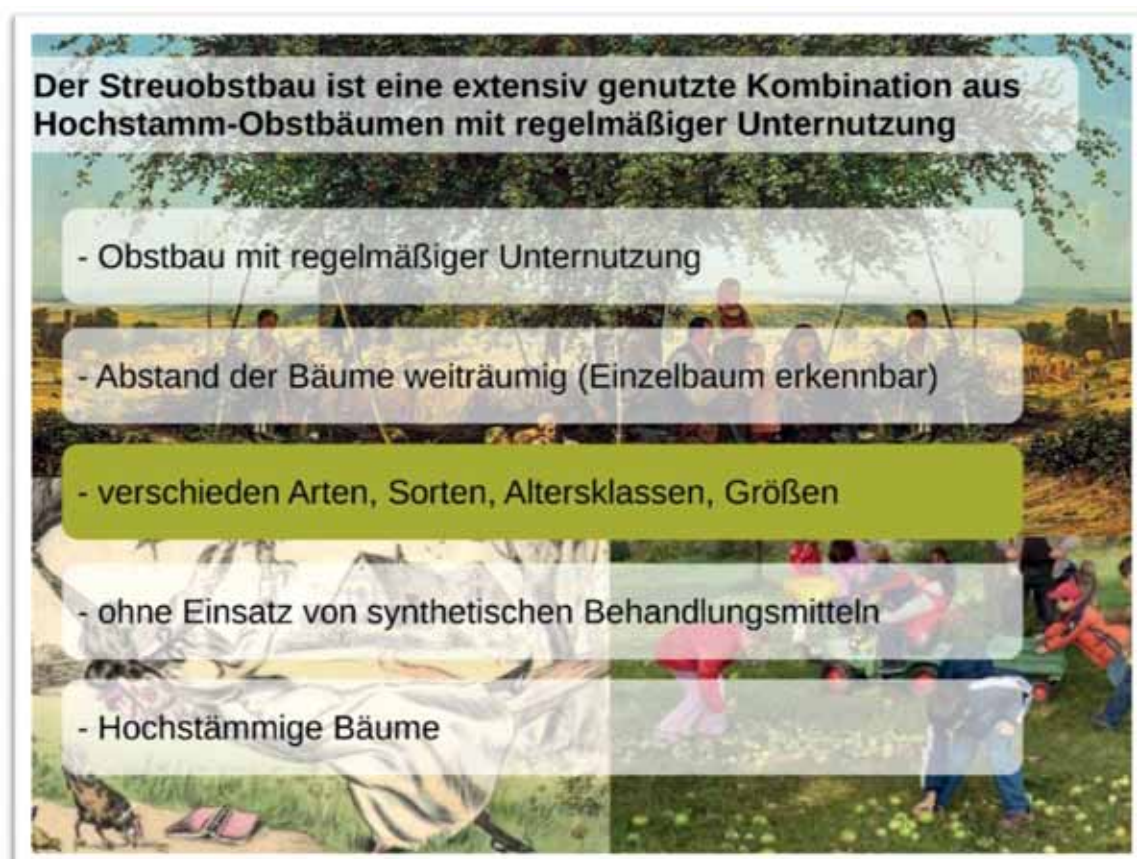 Der Streuobstbau ist eine extensiv genutzte Kombination aus
Hochstamm-Obstbäumen mit regelmäßiger Unternutzung
- Obstbau mit regelmäßiger Unternutzung
- Abstand der Bäume weiträumig (Einzelbaum erkennbar)
- verschieden Arten, Sorten, Altersklassen, Größen
- ohne Einsatz von synthetischen Behandlungsmitteln
- Hochstämmige Bäume